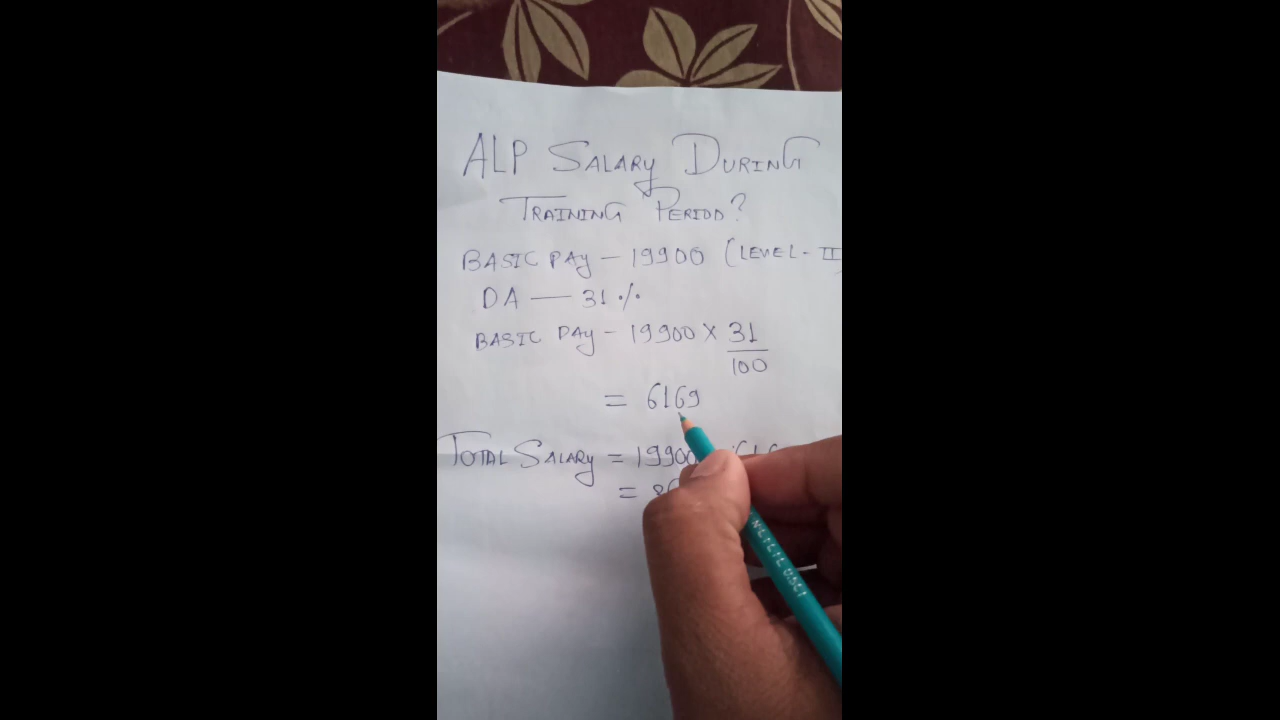 ALP SALARY DURING
TRAINING PERIOD?
BASIC PAY - 19900 (LEVEL - II
DA — 31 %
BASIC PAY - 19900 × 31
100
= 6169
TOTAL SALARY = 19900
=